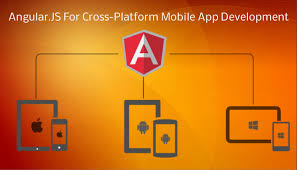 Angular.JS For Cross-Platform Mobile App Development
A